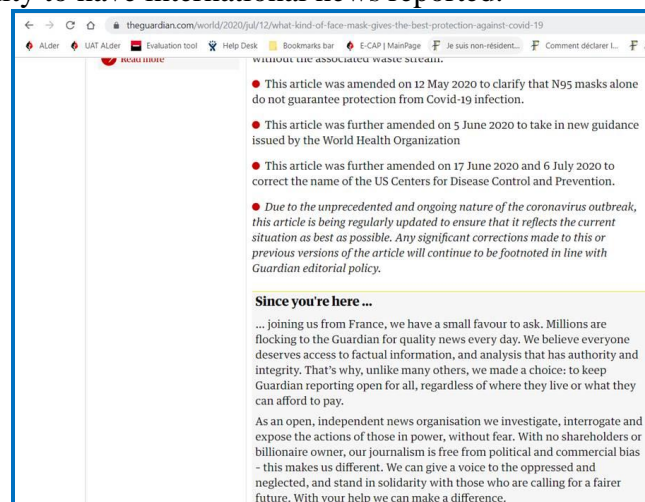 ity to have international news reported.
theguardian.com/world/2020/jul/12/what-kind-of-face-mask-gives-the-best-protection-against-covid-19
ALder UAT ALder Evaluation tool Help Desk Bookmarks bar E-CAP | MainPage Je suis non-résident... Comment déclarer l...
Read more
without the associated waste stream.
● This article was amended on 12 May 2020 to clarify that N95 masks alone
do not guarantee protection from Covid-19 infection.
● This article was further amended on 5 June 2020 to take in new guidance
issued by the World Health Organization
● This article was further amended on 17 June 2020 and 6 July 2020 to
correct the name of the US Centers for Disease Control and Prevention.
● Due to the unprecedented and ongoing nature of the coronavirus outbreak,
this article is being regularly updated to ensure that it reflects the current
situation as best as possible. Any significant corrections made to this or
previous versions of the article will continue to be footnoted in line with
Guardian editorial policy.
Since you're here ...
... joining us from France, we have a small favour to ask. Millions are
flocking to the Guardian for quality news every day. We believe everyone
deserves access to factual information, and analysis that has authority and
integrity. That's why, unlike many others, we made a choice: to keep
Guardian reporting open for all, regardless of where they live or what they
can afford to pay.
As an open, independent news organisation we investigate, interrogate and
expose the actions of those in power, without fear. With no shareholders or
billionaire owner, our journalism is free from political and commercial bias
- this makes us different. We can give a voice to the oppressed and
neglected, and stand in solidarity with those who are calling for a fairer
future. With your help we can make a difference.